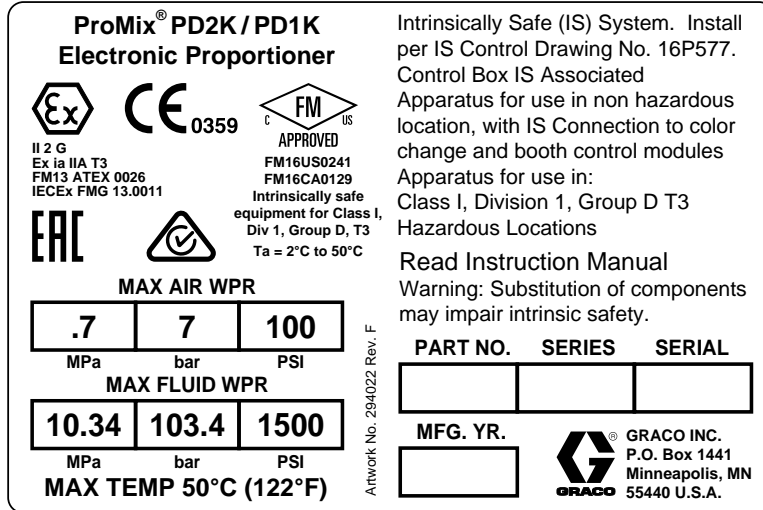 ProMix® PD2K / PD1K
Electronic Proportioner
Ex
CE 0359
FM
C US
APPROVED
II 2 G
Ex ia IIA T3
FM13 ATEX 0026
IECEx FMG 13.0011
FM16US0241
FM16CA0129
Intrinsically safe
equipment for Class I,
Div 1, Group D, T3
Ta = 2°C to 50°C
EAC
MAX AIR WPR
.7 7 100
MPa bar PSI
MAX FLUID WPR
10.34 103.4 1500
MPa bar PSI
MAX TEMP 50°C (122°F)
Artwork No. 294022 Rev. F
Intrinsically Safe (IS) System. Install
per IS Control Drawing No. 16P577.
Control Box IS Associated
Apparatus for use in non hazardous
location, with IS Connection to color
change and booth control modules
Apparatus for use in:
Class I, Division 1, Group D T3
Hazardous Locations
Read Instruction Manual
Warning: Substitution of components
may impair intrinsic safety.
PART NO. SERIES SERIAL
MFG. YR.
G ®
GRACO
GRACO INC.
P.O. Box 1441
Minneapolis, MN
55440 U.S.A.